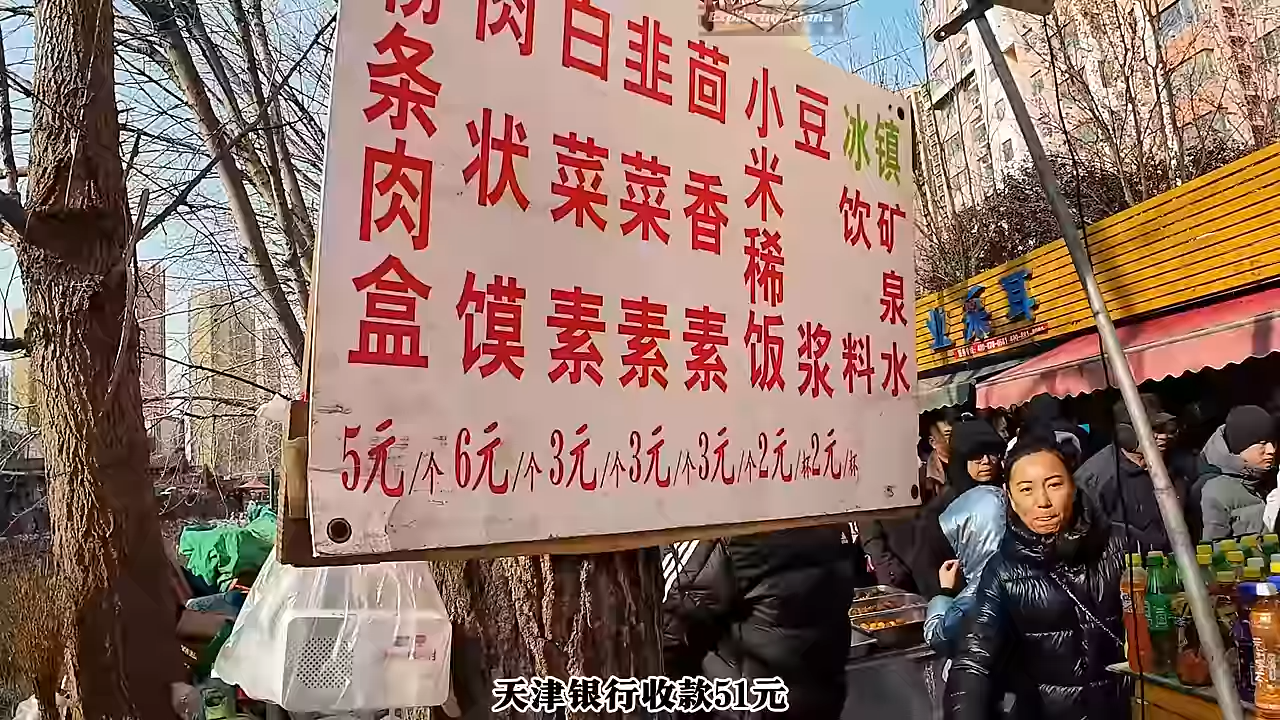 Exploring China
粉条肉盒
肉状馍
白菜素
韭菜素
茴香素
小米稀饭
豆浆
冰镇
饮料
矿泉水
5元/个 6元/个 3元/个 3元/个 3元/个 2元/杯 2元/杯
天津银行收款51元